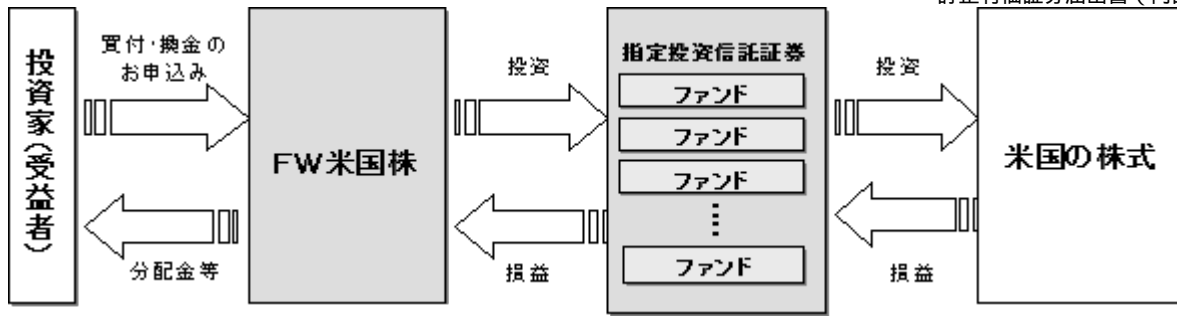 投資家(受益者)
買付・換金の
お申込み
分配金等
FW米国株
投資
損益
指定投資信託証券
ファンド
ファンド
ファンド
ファンド
投資
損益
米国の株式